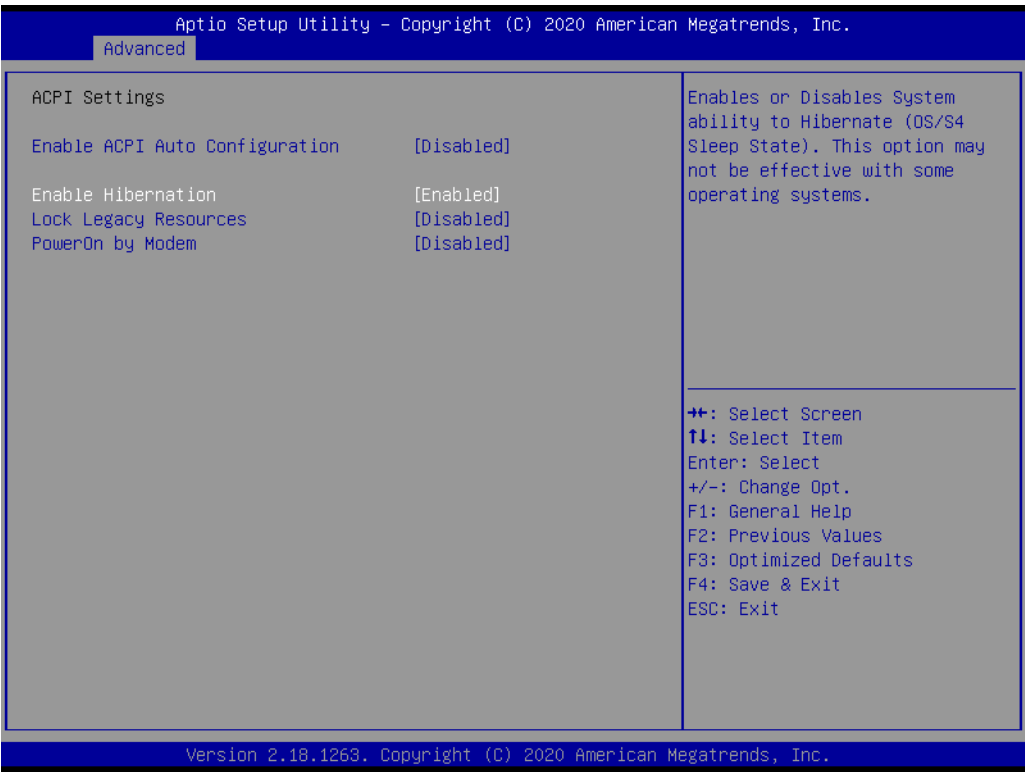 Aptio Setup Utility – Copyright (C) 2020 American Megatrends, Inc.
Advanced
ACPI Settings
Enable ACPI Auto Configuration [Disabled]
Enable Hibernation [Enabled]
Lock Legacy Resources [Disabled]
PowerOn by Modem [Disabled]
Enables or Disables System
ability to Hibernate (OS/S4
Sleep State). This option may
not be effective with some
operating systems.
→←: Select Screen
↑↓: Select Item
Enter: Select
+/-: Change Opt.
F1: General Help
F2: Previous Values
F3: Optimized Defaults
F4: Save & Exit
ESC: Exit
Version 2.18.1263. Copyright (C) 2020 American Megatrends, Inc.